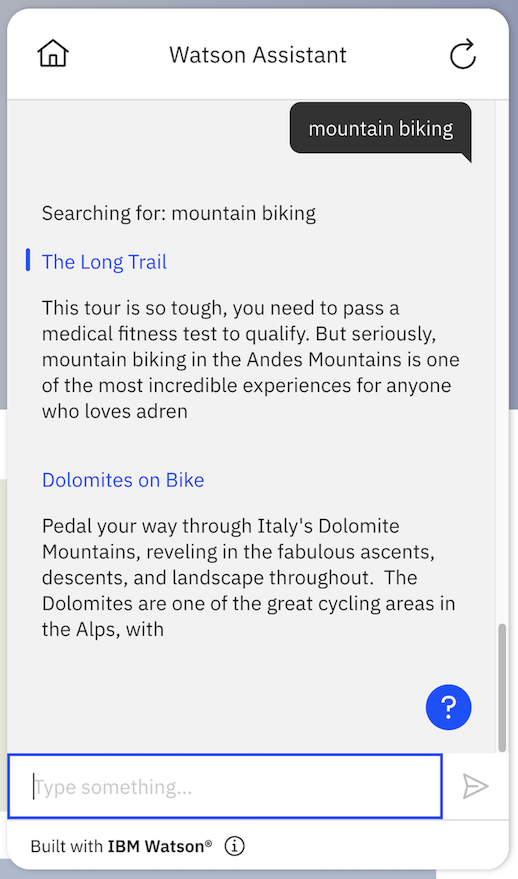 Watson Assistant
mountain biking
Searching for: mountain biking
The Long Trail
This tour is so tough, you need to pass a
medical fitness test to qualify. But seriously,
mountain biking in the Andes Mountains is one
of the most incredible experiences for anyone
who loves adren
Dolomites on Bike
Pedal your way through Italy's Dolomite
Mountains, reveling in the fabulous ascents,
descents, and landscape throughout.  The
Dolomites are one of the great cycling areas in
the Alps, with
?
Type something...
Built with IBM Watson®